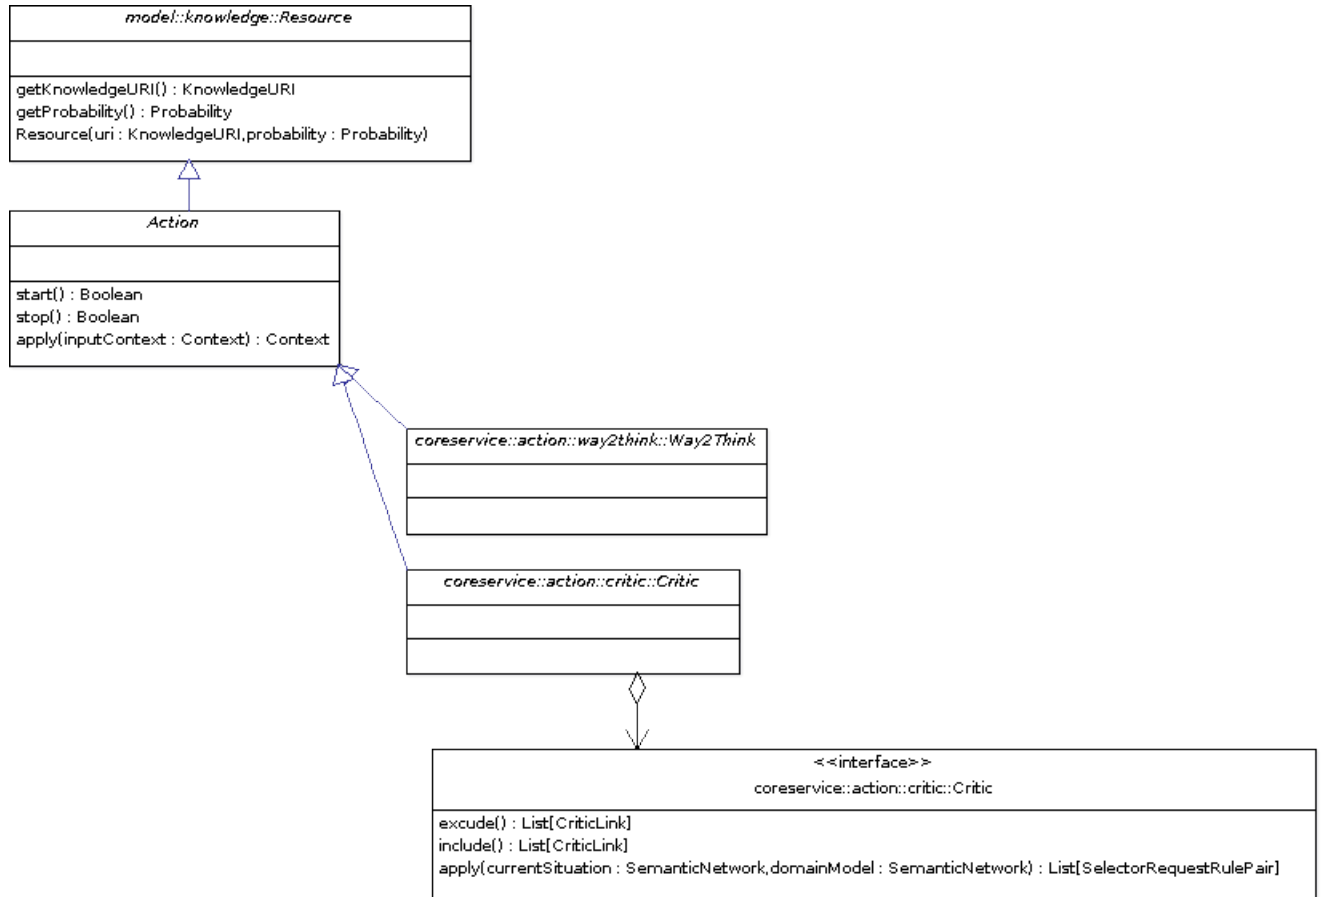 model::knowledge::Resource
getKnowledgeURI() : KnowledgeURI
getProbability() : Probability
Resource(uri : KnowledgeURI,probability : Probability)
Action
start() : Boolean
stop() : Boolean
apply(inputContext : Context) : Context
coreservice::action::way2think::Way2Think
coreservice::action::critic::Critic
<<interface>>
coreservice::action::critic::Critic
excude() : List[CriticLink]
include() : List[CriticLink]
apply(currentSituation : SemanticNetwork,domainModel : SemanticNetwork) : List[SelectorRequestRulePair]